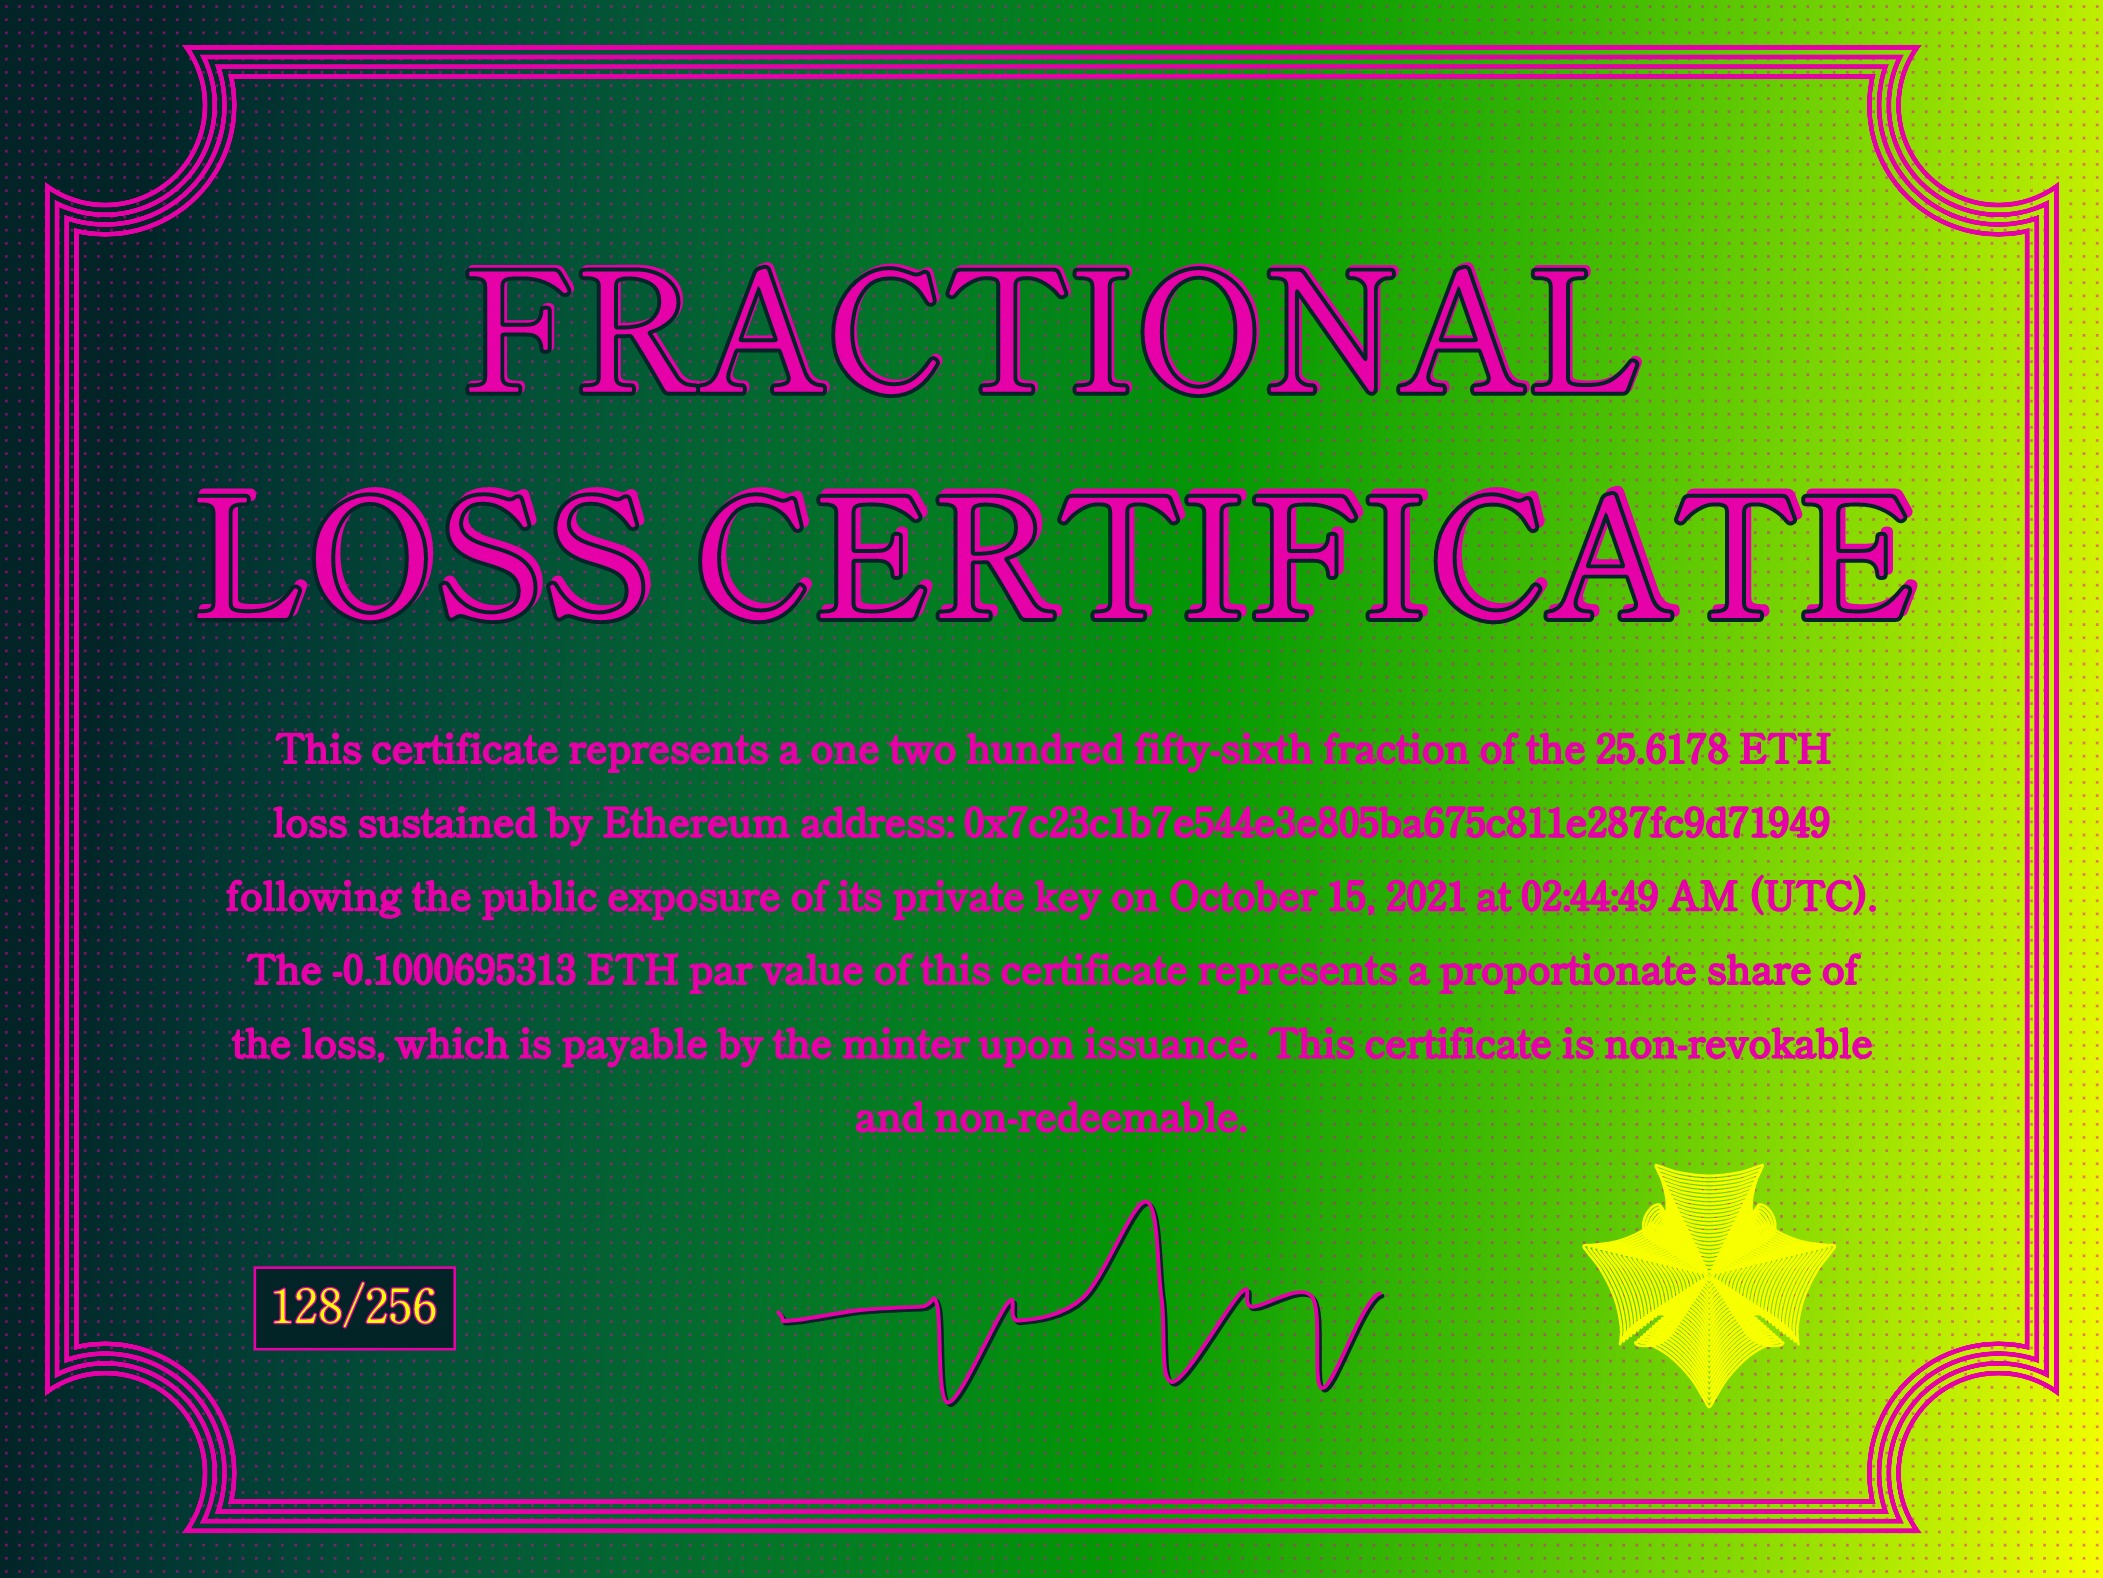 FRACTIONAL
LOSS CERTIFICATE
This certificate represents a one two hundred fifty-sixth fraction of the 25.6178 ETH
loss sustained by Ethereum address: 0x7c23c1b7e544e3e805ba675c811e287fc9d71949
following the public exposure of its private key on October 15, 2021 at 02:44:49 AM (UTC).
The -0.1000695313 ETH par value of this certificate represents a proportionate share of
the loss, which is payable by the minter upon issuance. This certificate is non-revokable
and non-redeemable.
128/256